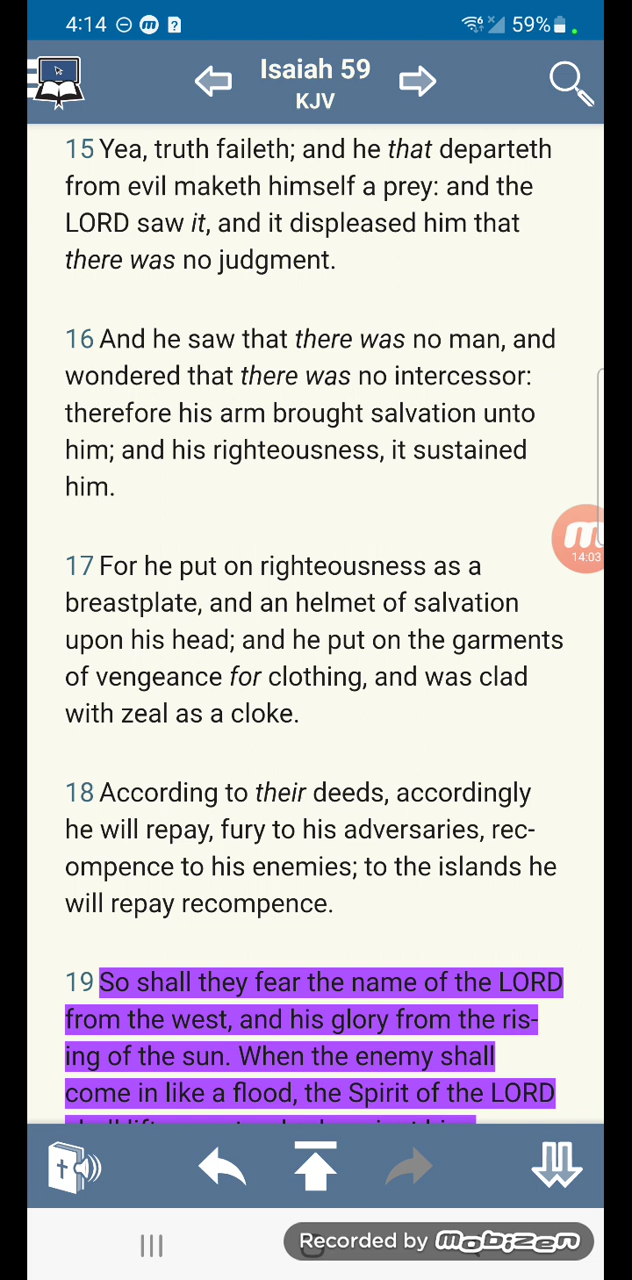 4:14
59%
Isaiah 59
KJV
15 Yea, truth faileth; and he that departeth
from evil maketh himself a prey: and the
LORD saw it, and it displeased him that
there was no judgment.
16 And he saw that there was no man, and
wondered that there was no intercessor:
therefore his arm brought salvation unto
him; and his righteousness, it sustained
him.
17 For he put on righteousness as a
breastplate, and an helmet of salvation
upon his head; and he put on the garments
of vengeance for clothing, and was clad
with zeal as a cloke.
14:03
18 According to their deeds, accordingly
he will repay, fury to his adversaries, rec-
ompence to his enemies; to the islands he
will repay recompence.
19 So shall they fear the name of the LORD
from the west, and his glory from the ris-
ing of the sun. When the enemy shall
come in like a flood, the Spirit of the LORD
Recorded by mobizen